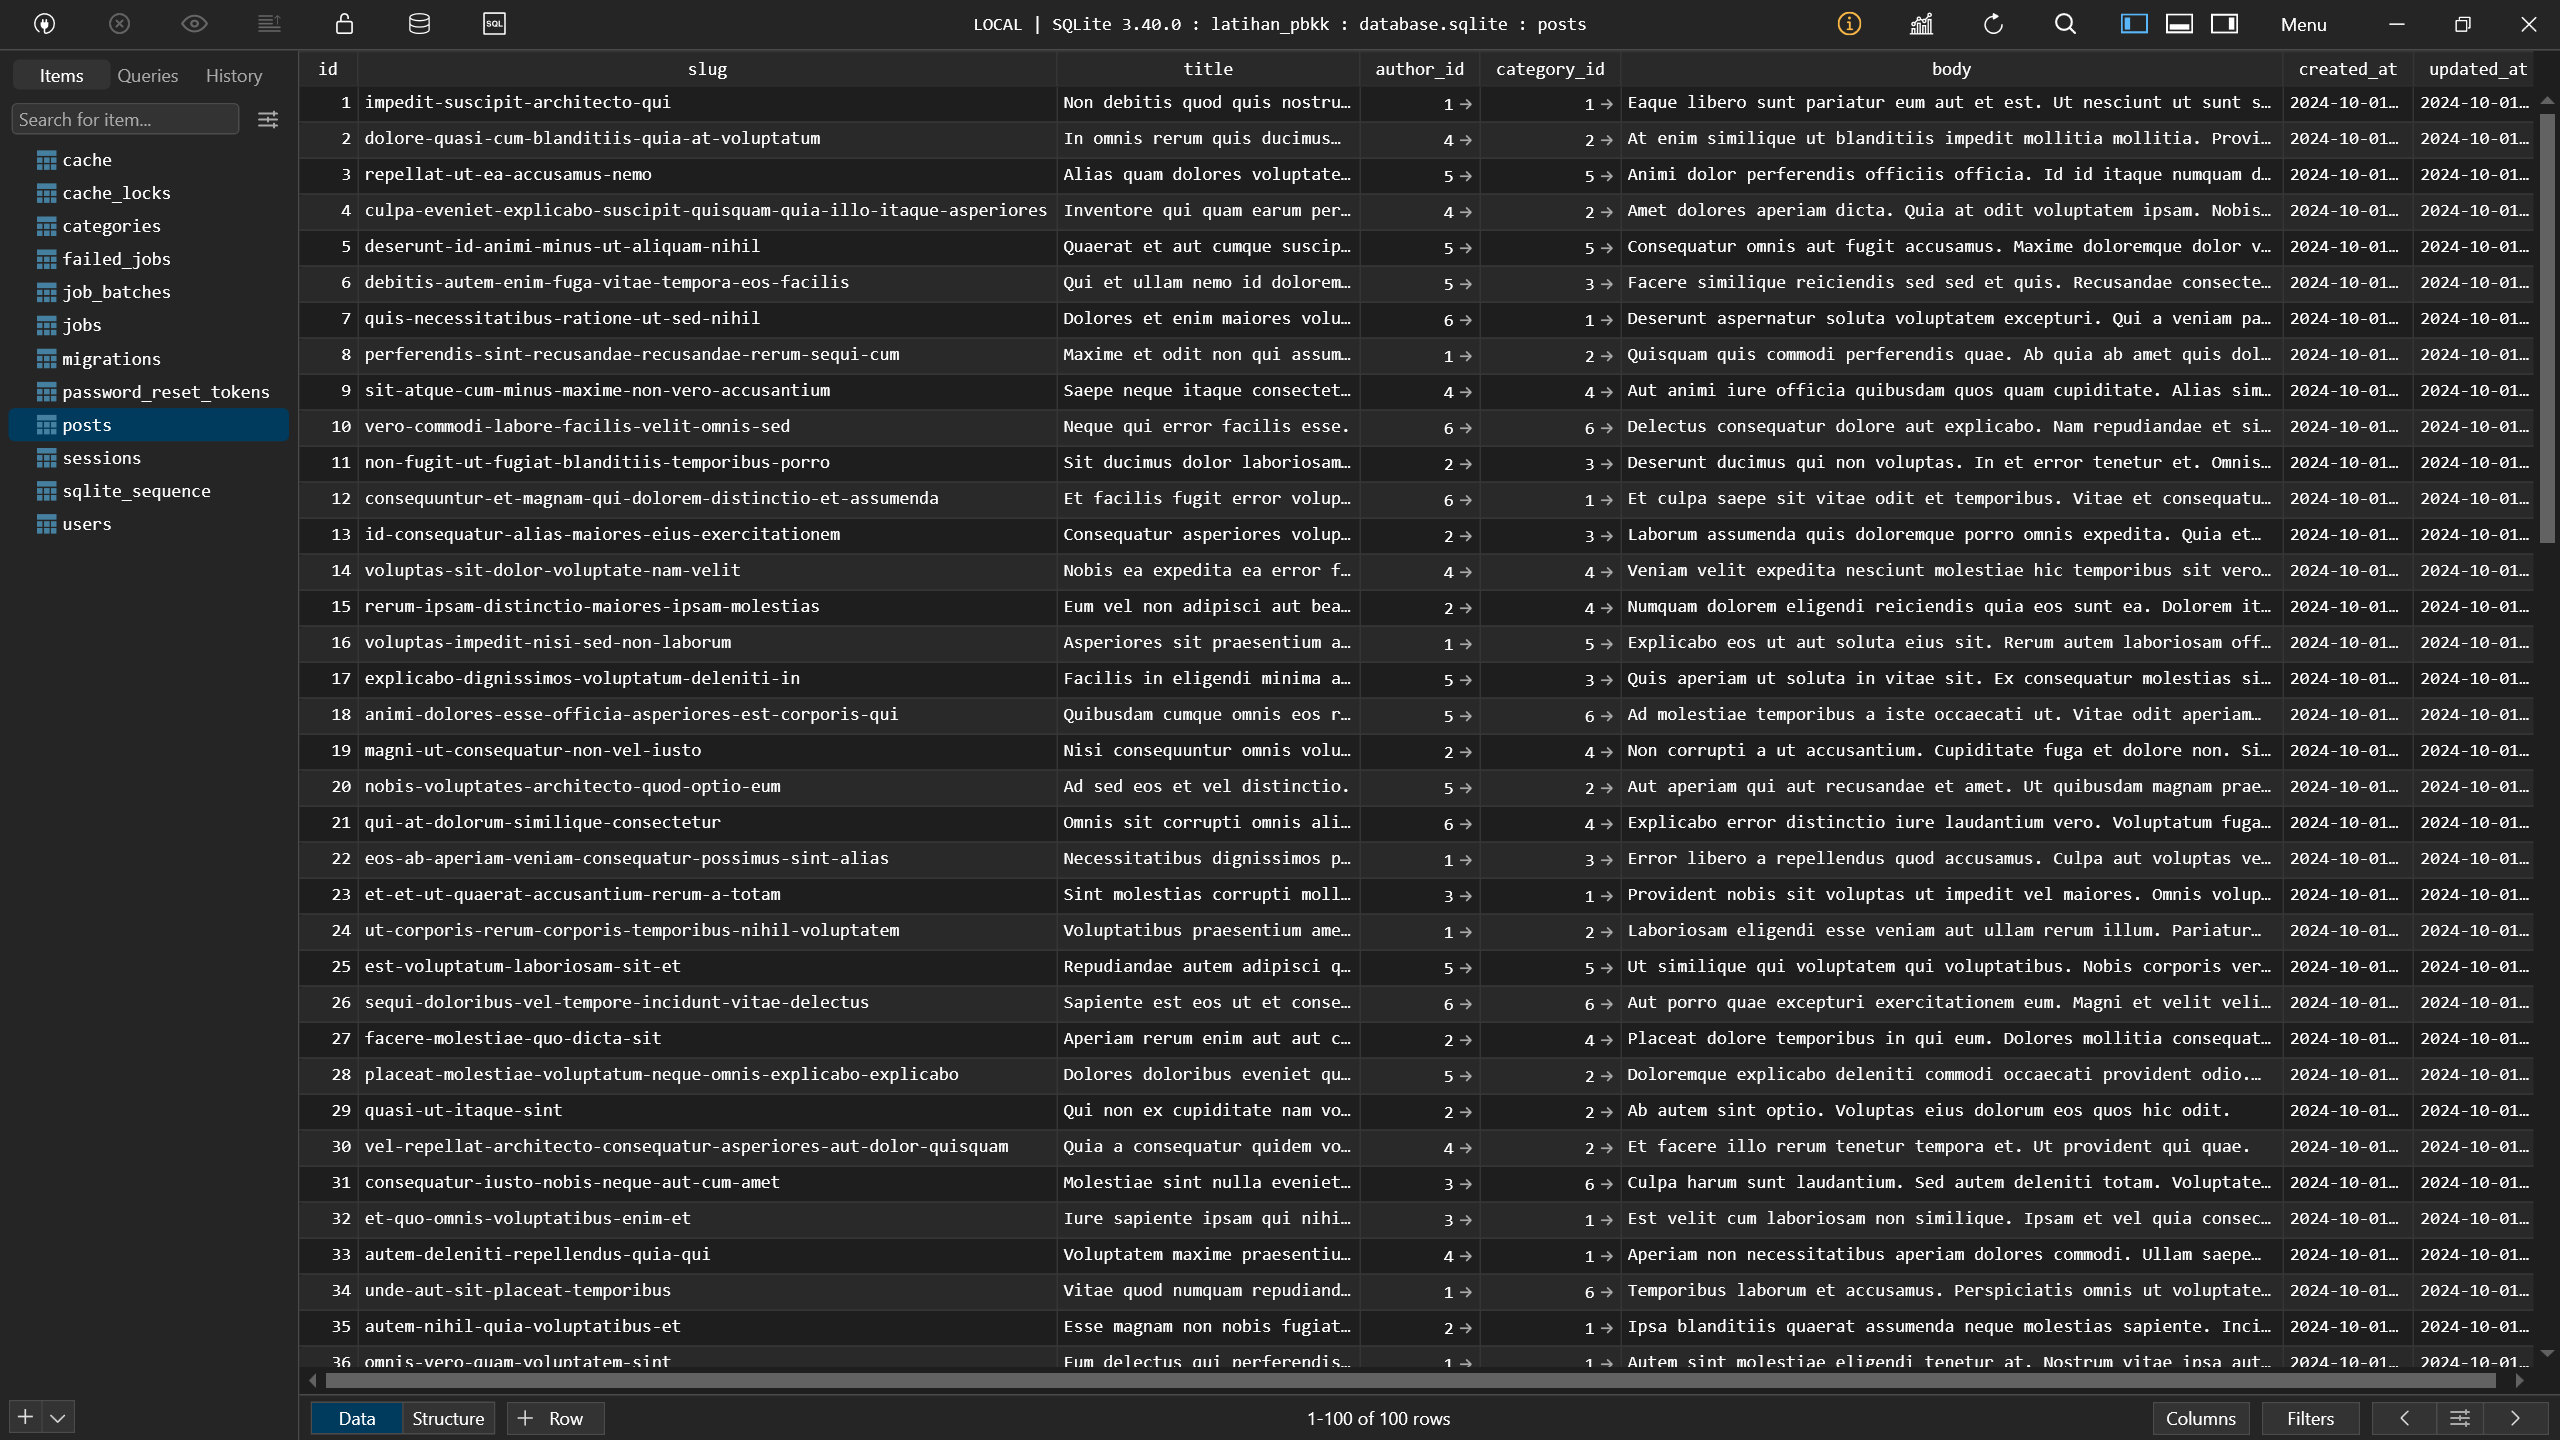 SQL LOCAL | SQLite 3.40.0 : latihan_pbkk : database.sqlite : posts Menu
Items Queries History
Search for item...
cache
cache_locks
categories
failed_jobs
job_batches
jobs
migrations
password_reset_tokens
posts
sessions
sqlite_sequence
users
id slug title author_id category_id body created_at updated_at
1 impedit-suscipit-architecto-qui Non debitis quod quis nostru… 1 → 1 → Eaque libero sunt pariatur eum aut et est. Ut nesciunt ut sunt s… 2024-10-01… 2024-10-01…
2 dolore-quasi-cum-blanditiis-quia-at-voluptatum In omnis rerum quis ducimus… 4 → 2 → At enim similique ut blanditiis impedit mollitia mollitia. Provi… 2024-10-01… 2024-10-01…
3 repellat-ut-ea-accusamus-nemo Alias quam dolores voluptate… 5 → 5 → Animi dolor perferendis officiis officia. Id id itaque numquam d… 2024-10-01… 2024-10-01…
4 culpa-eveniet-explicabo-suscipit-quisquam-quia-illo-itaque-asperiores Inventore qui quam earum per… 4 → 2 → Amet dolores aperiam dicta. Quia at odit voluptatem ipsam. Nobis… 2024-10-01… 2024-10-01…
5 deserunt-id-animi-minus-ut-aliquam-nihil Quaerat et aut cumque suscip… 5 → 5 → Consequatur omnis aut fugit accusamus. Maxime doloremque dolor v… 2024-10-01… 2024-10-01…
6 debitis-autem-enim-fuga-vitae-tempora-eos-facilis Qui et ullam nemo id dolorem… 5 → 3 → Facere similique reiciendis sed sed et quis. Recusandae consecte… 2024-10-01… 2024-10-01…
7 quis-necessitatibus-ratione-ut-sed-nihil Dolores et enim maiores volu… 6 → 1 → Deserunt aspernatur soluta voluptatem excepturi. Qui a veniam pa… 2024-10-01… 2024-10-01…
8 perferendis-sint-recusandae-recusandae-rerum-sequi-cum Maxime et odit non qui assum… 1 → 2 → Quisquam quis commodi perferendis quae. Ab quia ab amet quis dol… 2024-10-01… 2024-10-01…
9 sit-atque-cum-minus-maxime-non-vero-accusantium Saepe neque itaque consectet… 4 → 4 → Aut animi iure officia quibusdam quos quam cupiditate. Alias sim… 2024-10-01… 2024-10-01…
10 vero-commodi-labore-facilis-velit-omnis-sed Neque qui error facilis esse. 6 → 6 → Delectus consequatur dolore aut explicabo. Nam repudiandae et si… 2024-10-01… 2024-10-01…
11 non-fugit-ut-fugiat-blanditiis-temporibus-porro Sit ducimus dolor laboriosam… 2 → 3 → Deserunt ducimus qui non voluptas. In et error tenetur et. Omnis… 2024-10-01… 2024-10-01…
12 consequuntur-et-magnam-qui-dolorem-distinctio-et-assumenda Et facilis fugit error volup… 6 → 1 → Et culpa saepe sit vitae odit et temporibus. Vitae et consequatu… 2024-10-01… 2024-10-01…
13 id-consequatur-alias-maiores-eius-exercitationem Consequatur asperiores volup… 2 → 3 → Laborum assumenda quis doloremque porro omnis expedita. Quia et… 2024-10-01… 2024-10-01…
14 voluptas-sit-dolor-voluptate-nam-velit Nobis ea expedita ea error f… 4 → 4 → Veniam velit expedita nesciunt molestiae hic temporibus sit vero… 2024-10-01… 2024-10-01…
15 rerum-ipsam-distinctio-maiores-ipsam-molestias Eum vel non adipisci aut bea… 2 → 4 → Numquam dolorem eligendi reiciendis quia eos sunt ea. Dolorem it… 2024-10-01… 2024-10-01…
16 voluptas-impedit-nisi-sed-non-laborum Asperiores sit praesentium a… 1 → 5 → Explicabo eos ut aut soluta eius sit. Rerum autem laboriosam off… 2024-10-01… 2024-10-01…
17 explicabo-dignissimos-voluptatum-deleniti-in Facilis in eligendi minima a… 5 → 3 → Quis aperiam ut soluta in vitae sit. Ex consequatur molestias si… 2024-10-01… 2024-10-01…
18 animi-dolores-esse-officia-asperiores-est-corporis-qui Quibusdam cumque omnis eos r… 5 → 6 → Ad molestiae temporibus a iste occaecati ut. Vitae odit aperiam… 2024-10-01… 2024-10-01…
19 magni-ut-consequatur-non-vel-iusto Nisi consequuntur omnis volu… 2 → 4 → Non corrupti a ut accusantium. Cupiditate fuga et dolore non. Si… 2024-10-01… 2024-10-01…
20 nobis-voluptates-architecto-quod-optio-eum Ad sed eos et vel distinctio. 5 → 2 → Aut aperiam qui aut recusandae et amet. Ut quibusdam magnam prae… 2024-10-01… 2024-10-01…
21 qui-at-dolorum-similique-consectetur Omnis sit corrupti omnis ali… 6 → 4 → Explicabo error distinctio iure laudantium vero. Voluptatum fuga… 2024-10-01… 2024-10-01…
22 eos-ab-aperiam-veniam-consequatur-possimus-sint-alias Necessitatibus dignissimos p… 1 → 3 → Error libero a repellendus quod accusamus. Culpa aut voluptas ve… 2024-10-01… 2024-10-01…
23 et-et-ut-quaerat-accusantium-rerum-a-totam Sint molestias corrupti moll… 3 → 1 → Provident nobis sit voluptas ut impedit vel maiores. Omnis volup… 2024-10-01… 2024-10-01…
24 ut-corporis-rerum-corporis-temporibus-nihil-voluptatem Voluptatibus praesentium ame… 1 → 2 → Laboriosam eligendi esse veniam aut ullam rerum illum. Pariatur… 2024-10-01… 2024-10-01…
25 est-voluptatum-laboriosam-sit-et Repudiandae autem adipisci q… 5 → 5 → Ut similique qui voluptatem qui voluptatibus. Nobis corporis ver… 2024-10-01… 2024-10-01…
26 sequi-doloribus-vel-tempore-incidunt-vitae-delectus Sapiente est eos ut et conse… 6 → 6 → Aut porro quae excepturi exercitationem eum. Magni et velit veli… 2024-10-01… 2024-10-01…
27 facere-molestiae-quo-dicta-sit Aperiam rerum enim aut aut c… 2 → 4 → Placeat dolore temporibus in qui eum. Dolores mollitia consequat… 2024-10-01… 2024-10-01…
28 placeat-molestiae-voluptatum-neque-omnis-explicabo-explicabo Dolores doloribus eveniet qu… 5 → 2 → Doloremque explicabo deleniti commodi occaecati provident odio.… 2024-10-01… 2024-10-01…
29 quasi-ut-itaque-sint Qui non ex cupiditate nam vo… 2 → 2 → Ab autem sint optio. Voluptas eius dolorum eos quos hic odit. 2024-10-01… 2024-10-01…
30 vel-repellat-architecto-consequatur-asperiores-aut-dolor-quisquam Quia a consequatur quidem vo… 4 → 2 → Et facere illo rerum tenetur tempora et. Ut provident qui quae. 2024-10-01… 2024-10-01…
31 consequatur-iusto-nobis-neque-aut-cum-amet Molestiae sint nulla eveniet… 3 → 6 → Culpa harum sunt laudantium. Sed autem deleniti totam. Voluptate… 2024-10-01… 2024-10-01…
32 et-quo-omnis-voluptatibus-enim-et Iure sapiente ipsam qui nihi… 3 → 1 → Est velit cum laboriosam non similique. Ipsam et vel quia consec… 2024-10-01… 2024-10-01…
33 autem-deleniti-repellendus-quia-qui Voluptatem maxime praesentiu… 4 → 1 → Aperiam non necessitatibus aperiam dolores commodi. Ullam saepe… 2024-10-01… 2024-10-01…
34 unde-aut-sit-placeat-temporibus Vitae quod numquam repudiand… 1 → 6 → Temporibus laborum et accusamus. Perspiciatis omnis ut voluptate… 2024-10-01… 2024-10-01…
35 autem-nihil-quia-voluptatibus-et Esse magnam non nobis fugiat… 2 → 1 → Ipsa blanditiis quaerat assumenda neque molestias sapiente. Inci… 2024-10-01… 2024-10-01…
36 omnis-vero-quam-voluptatem-sint Eum delectus qui perferendis… 1 → 1 → Autem sint molestiae eligendi tenetur at. Nostrum vitae ipsa aut… 2024-10-01… 2024-10-01…
Data Structure + Row 1-100 of 100 rows Columns Filters